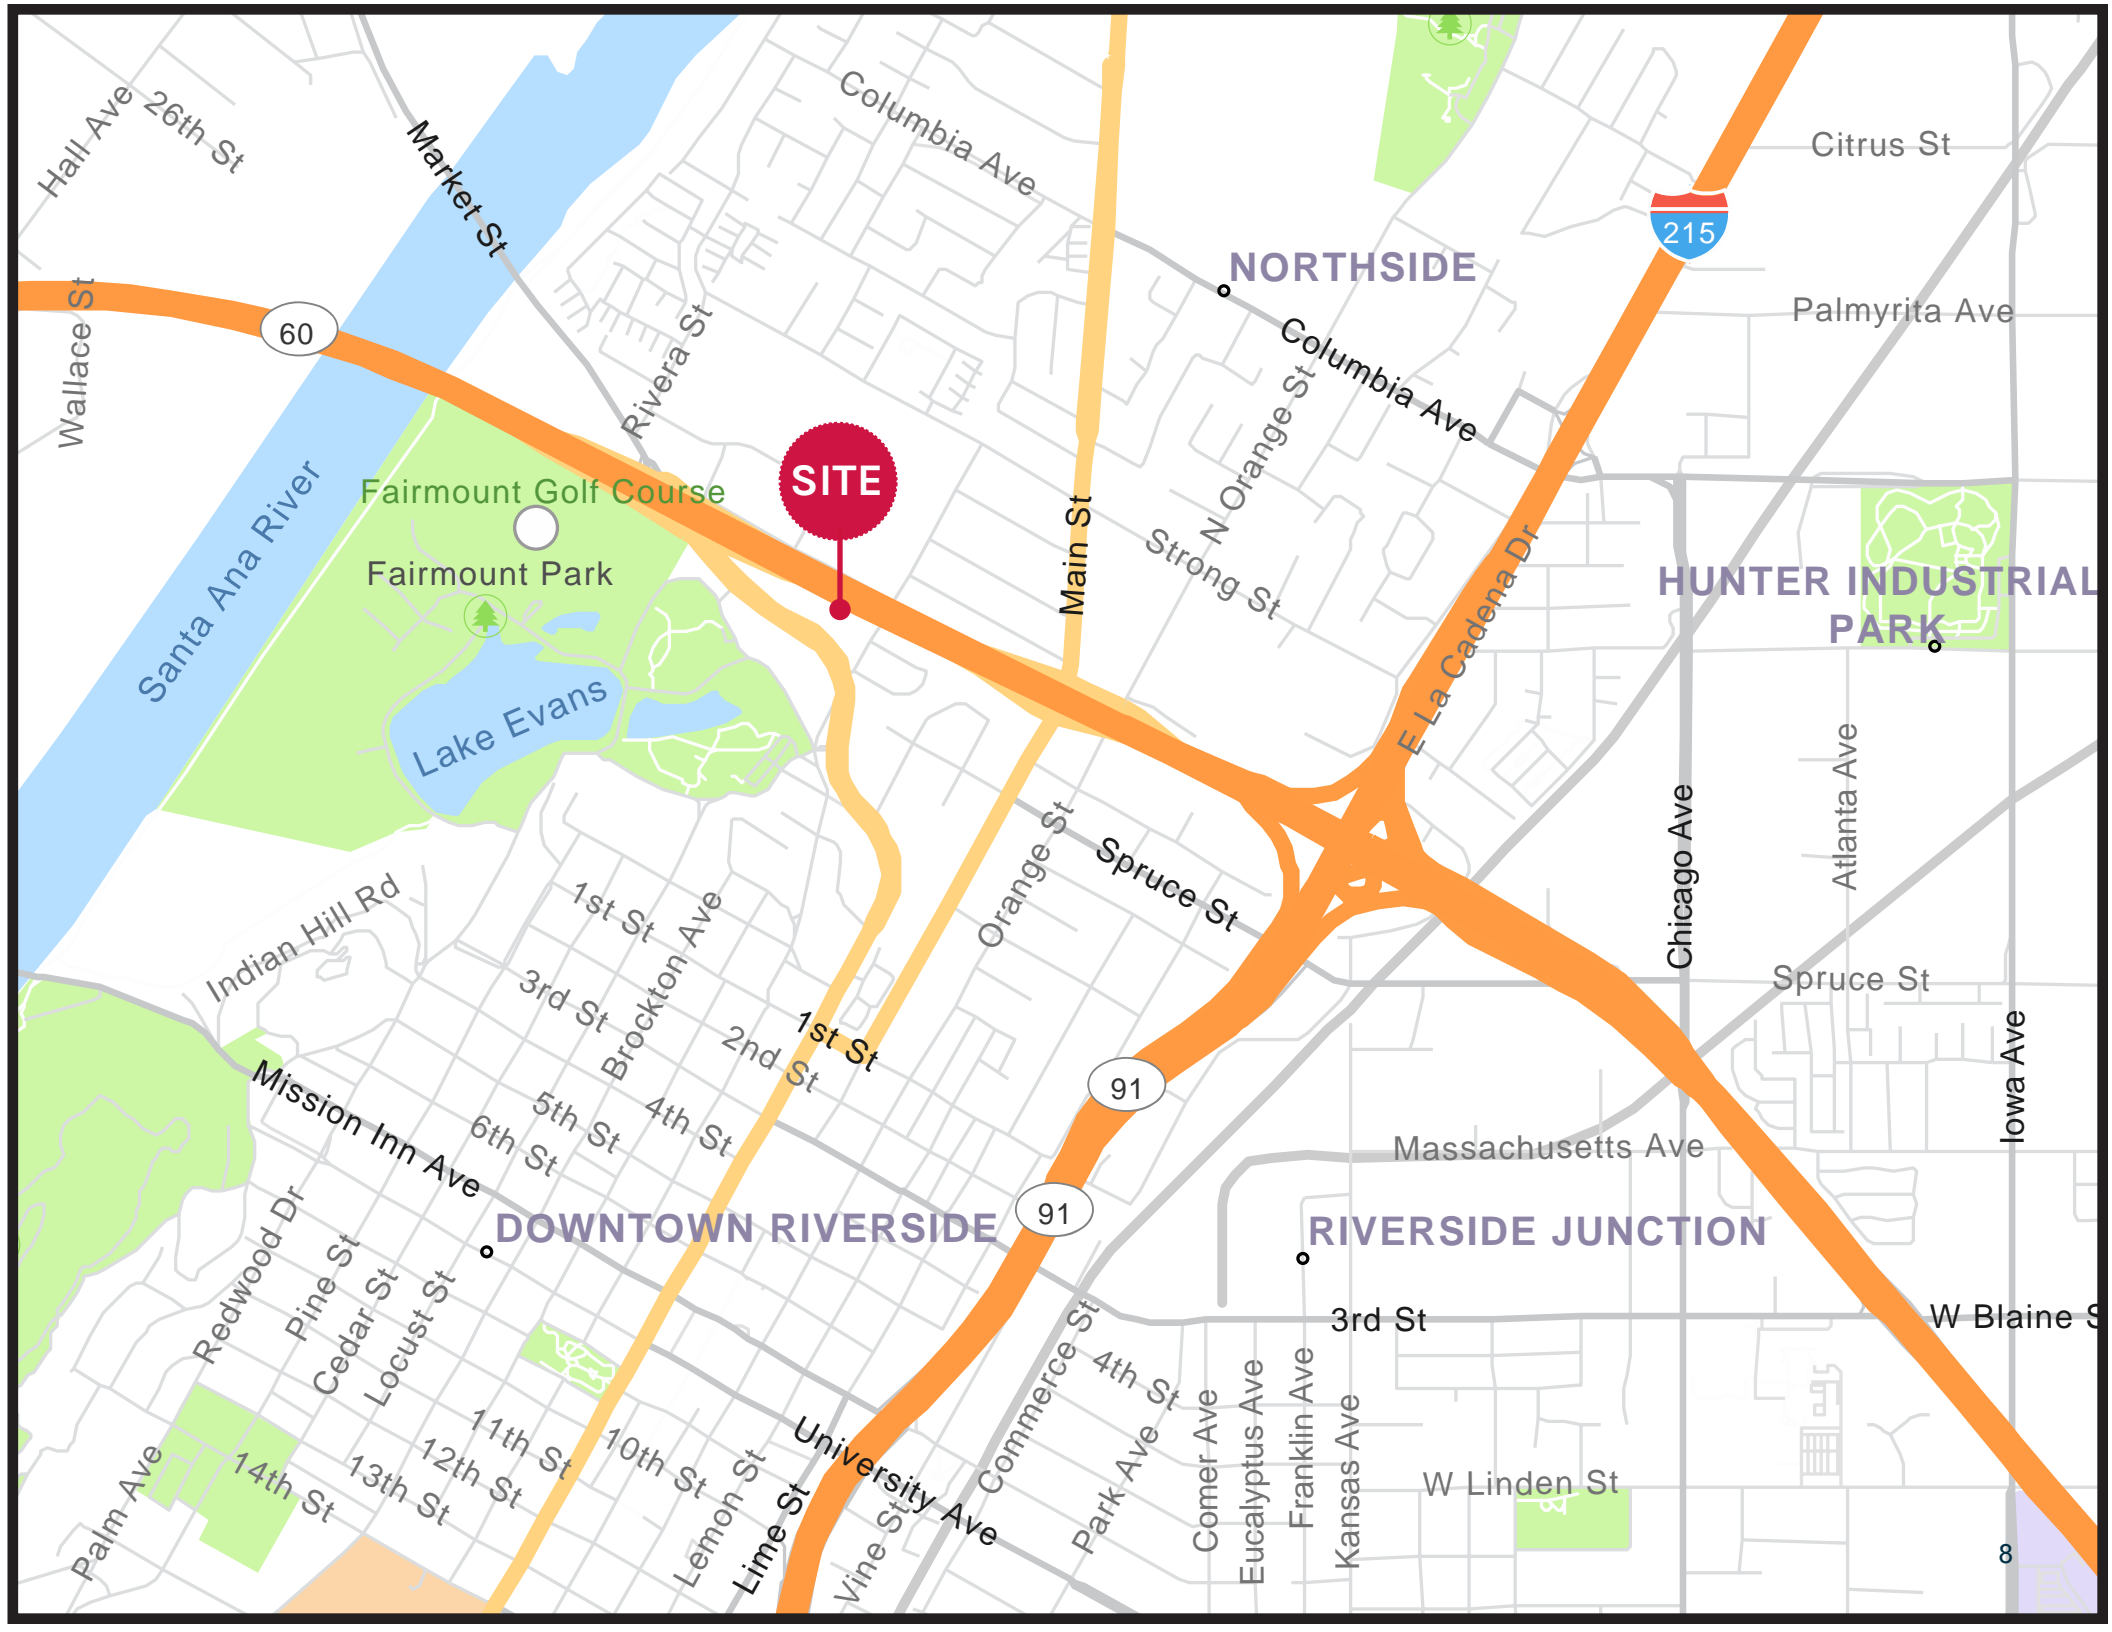 Hall Ave
26th St
Market St
Columbia Ave
Citrus St
215
NORTHSIDE
Palmyrita Ave
Wallace St
60
Rivera St
Columbia Ave
N Orange St
SITE
Fairmount Golf Course
Santa Ana River
Main St
Strong St
E La Cadena Dr
Fairmount Park
HUNTER INDUSTRIAL
PARK
Lake Evans
Atlanta Ave
Chicago Ave
Orange St
Spruce St
Indian Hill Rd
1st St
Brockton Ave
3rd St
Spruce St
2nd St
1st St
Iowa Ave
Mission Inn Ave
91
5th St
4th St
6th St
Massachusetts Ave
91
DOWNTOWN RIVERSIDE
RIVERSIDE JUNCTION
Redwood Dr
Pine St
Cedar St
Locust St
3rd St
W Blaine S
Commerce St
4th St
Comer Ave
Eucalyptus Ave
Franklin Ave
Kansas Ave
11th St
10th St
12th St
13th St
14th St
Palm Ave
University Ave
Lemon St
Lime St
Vine St
Park Ave
W Linden St
8